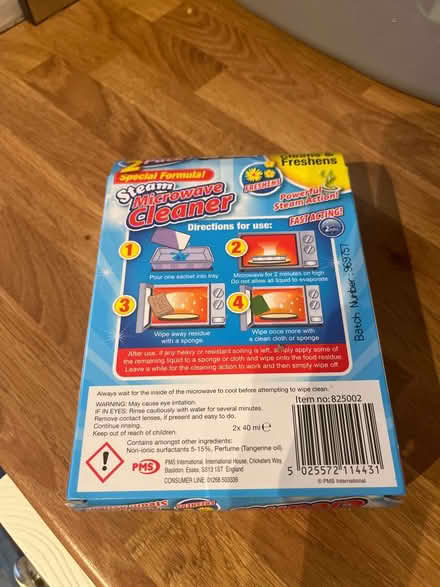 2
Special Formula!
Steam
Microwave
Cleaner
FRESHENS
Freshens
Powerful
Steam Action!
FAST ACTING!
Directions for use:
1
Pour one sachet into tray
2
Microwave for 2 minutes on high
Do not allow all liquid to evaporate
3
Wipe away residue
with a sponge
4
Wipe once more with
a clean cloth or sponge
After use, if any heavy or resistant soiling is left, simply apply some of
the remaining liquid to a sponge or cloth and wipe onto the food residue.
Leave is while for the cleaning action to work and then simply wipe off.
Batch Number: 969757
Always wait for the inside of the microwave to cool before attempting to wipe clean.
WARNING: May cause eye irritation.
IF IN EYES: Rinse cautiously with water for several minutes.
Remove contact lenses, if present and easy to do.
Continue rinsing.
Keep out of reach of children.
2x 40 ml e
Contains amongst other ingredients:
Non-ionic surfactants 5-15%, Perfume (Tangerine oil)
PMS
PMS International, International House, Cricketers Way,
Basildon, Essex, SS13 1ST England
CONSUMER LINE: 01268 503336
Item no: 825002
5 025572 114431
© PMS International